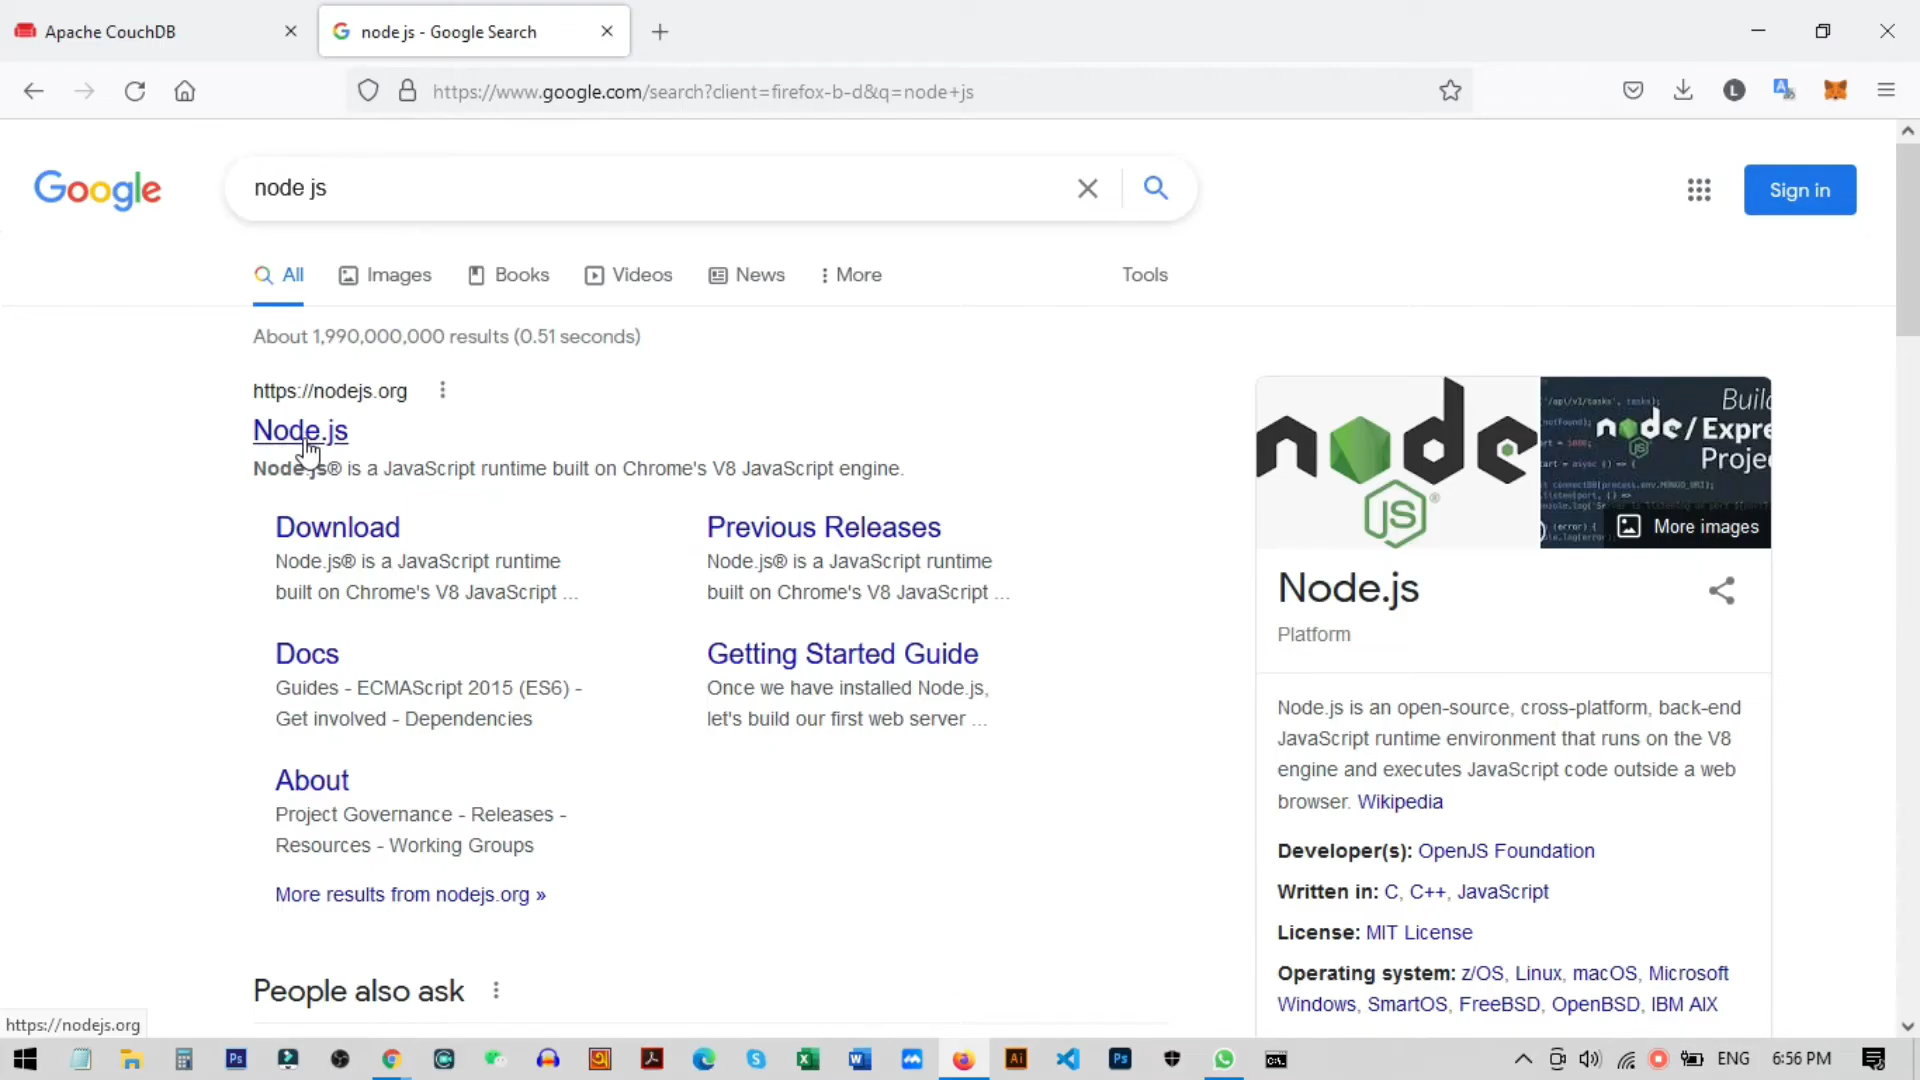 Apache CouchDB
node js - Google Search
https://www.google.com/search?client=firefox-b-d&q=node+js
L
Google
node js
Sign in
All
Images
Books
Videos
News
More
Tools
About 1,990,000,000 results (0.51 seconds)
https://nodejs.org
Node.js
Node.js® is a JavaScript runtime built on Chrome's V8 JavaScript engine.
Download
Node.js® is a JavaScript runtime
built on Chrome's V8 JavaScript ...
Previous Releases
Node.js® is a JavaScript runtime
built on Chrome's V8 JavaScript ...
Docs
Guides - ECMAScript 2015 (ES6) -
Get involved - Dependencies
Getting Started Guide
Once we have installed Node.js,
let's build our first web server ...
About
Project Governance - Releases -
Resources - Working Groups
More results from nodejs.org »
People also ask
node
JS
Build
node/Expre
Proje
More images
Node.js
Platform
Node.js is an open-source, cross-platform, back-end
JavaScript runtime environment that runs on the V8
engine and executes JavaScript code outside a web
browser. Wikipedia
Developer(s): OpenJS Foundation
Written in: C, C++, JavaScript
License: MIT License
Operating system: z/OS, Linux, macOS, Microsoft
Windows, SmartOS, FreeBSD, OpenBSD, IBM AIX
https://nodejs.org
ENG
6:56 PM